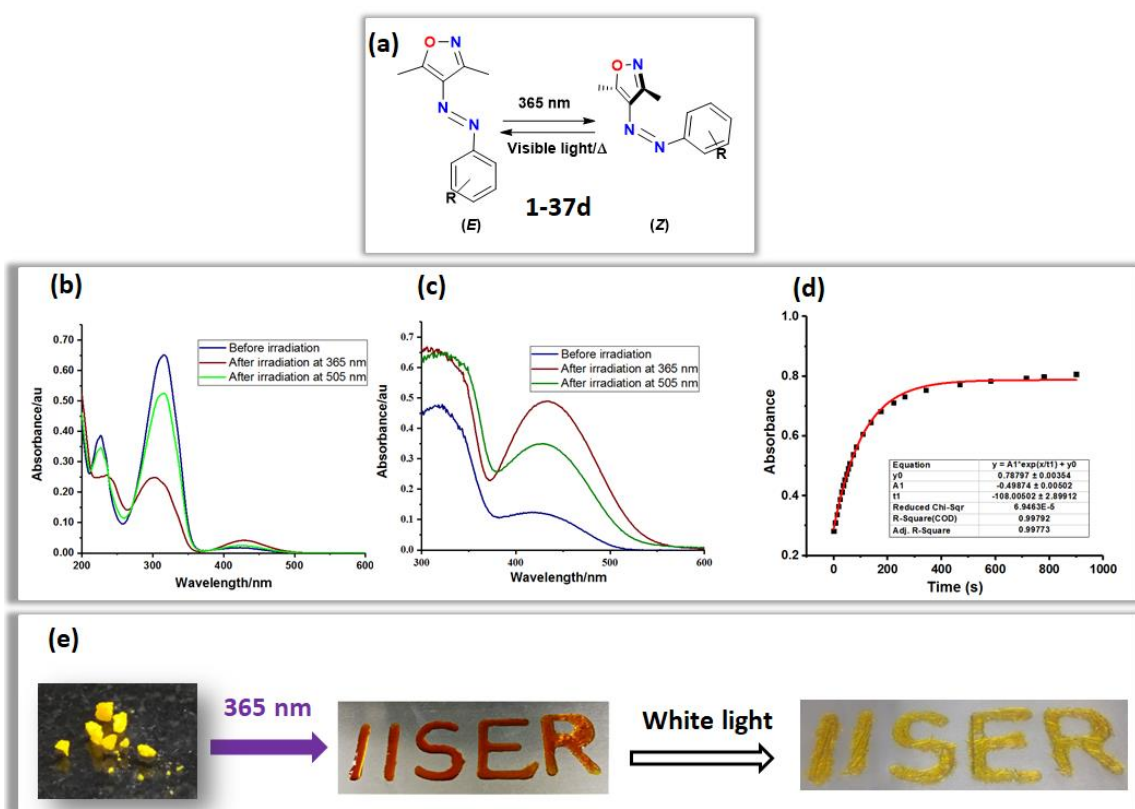 (a)
O N
N
N
R
(E)
365 nm
Visible light/Δ
1-37d
O N
N
N
R
(Z)
(b)
Absorbance/au
0.70
0.60
0.50
0.40
0.30
0.20
0.10
0.00
200 300 400 500 600
Wavelength/nm
Before irradiation
After irradiation at 365 nm
After irradiation at 505 nm
(c)
Absorbance/au
0.7
0.6
0.5
0.4
0.3
0.2
0.1
0.0
300 400 500 600
Wavelength/nm
Before irradiation
After irradiation at 365 nm
After irradiation at 505 nm
(d)
Absorbance
1.0
0.8
0.6
0.4
0.2
0 200 400 600 800 1000
Time (s)
Equation y = A1*exp(x/t1) + y0
y0 0.78797 ± 0.00354
A1 -0.49874 ± 0.00502
t1 -108.00502 ± 2.89912
Reduced Chi-Sqr 6.9463E-5
R-Square(COD) 0.99792
Adj. R-Square 0.99773
(e)
365 nm
IISER
White light
IISER